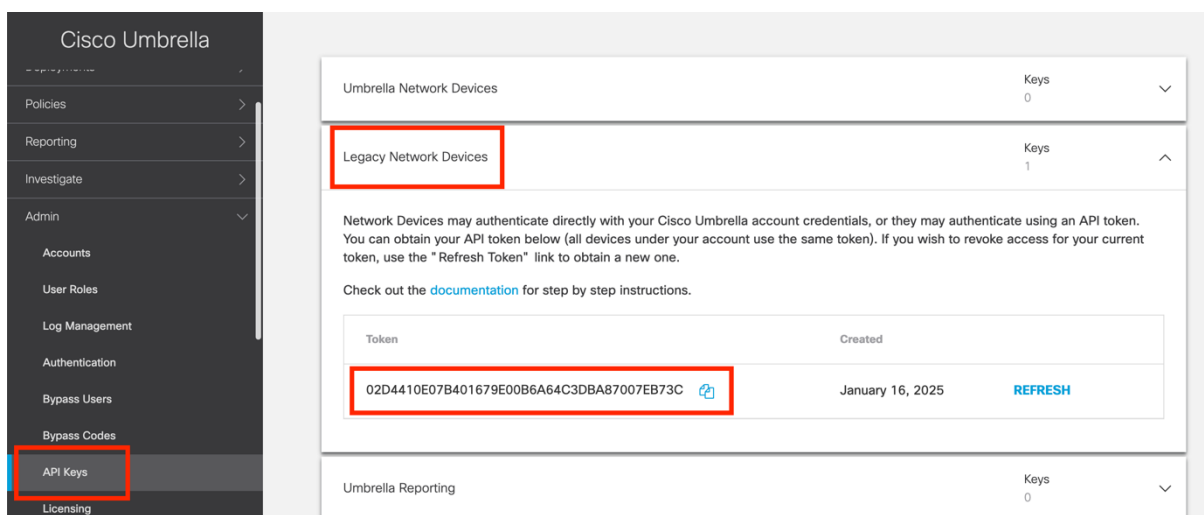 Cisco Umbrella
Deployments
Policies
Reporting
Investigate
Admin
Accounts
User Roles
Log Management
Authentication
Bypass Users
Bypass Codes
API Keys
Licensing
Umbrella Network Devices
Keys
0
Legacy Network Devices
Keys
1
Network Devices may authenticate directly with your Cisco Umbrella account credentials, or they may authenticate using an API token.
You can obtain your API token below (all devices under your account use the same token). If you wish to revoke access for your current
token, use the "Refresh Token" link to obtain a new one.
Check out the documentation for step by step instructions.
Token
Created
02D4410E07B401679E00B6A64C3DBA87007EB73C
January 16, 2025
REFRESH
Umbrella Reporting
Keys
0